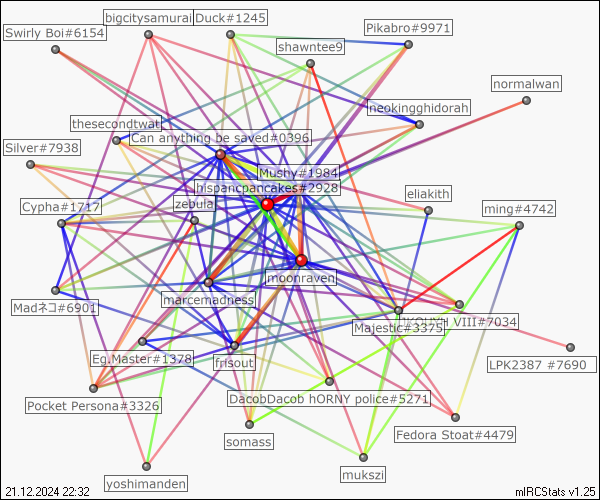 bigcitysamurai
Duck#1245
Swirly Boi#6154
Pikabro#9971
shawntee9
normalwan
neokingghidorah
thesecondtwat
Can anything be saved#0396
Silver#7938
Mushy#1984
hispancpancakes#2928
eliakith
zebula
Cypha#1717
ming#4742
moonraven
marcemadness
Madネコ#6901
VIII#7034
Majestic#3375
Eg.Master#1378
frisout
LPK2387 #7690
DacobDacob hORNY police#5271
Pocket Persona#3326
Fedora Stoat#4479
somass
mukszi
yoshimanden
21.12.2024 22:32
mIRCStats v1.25